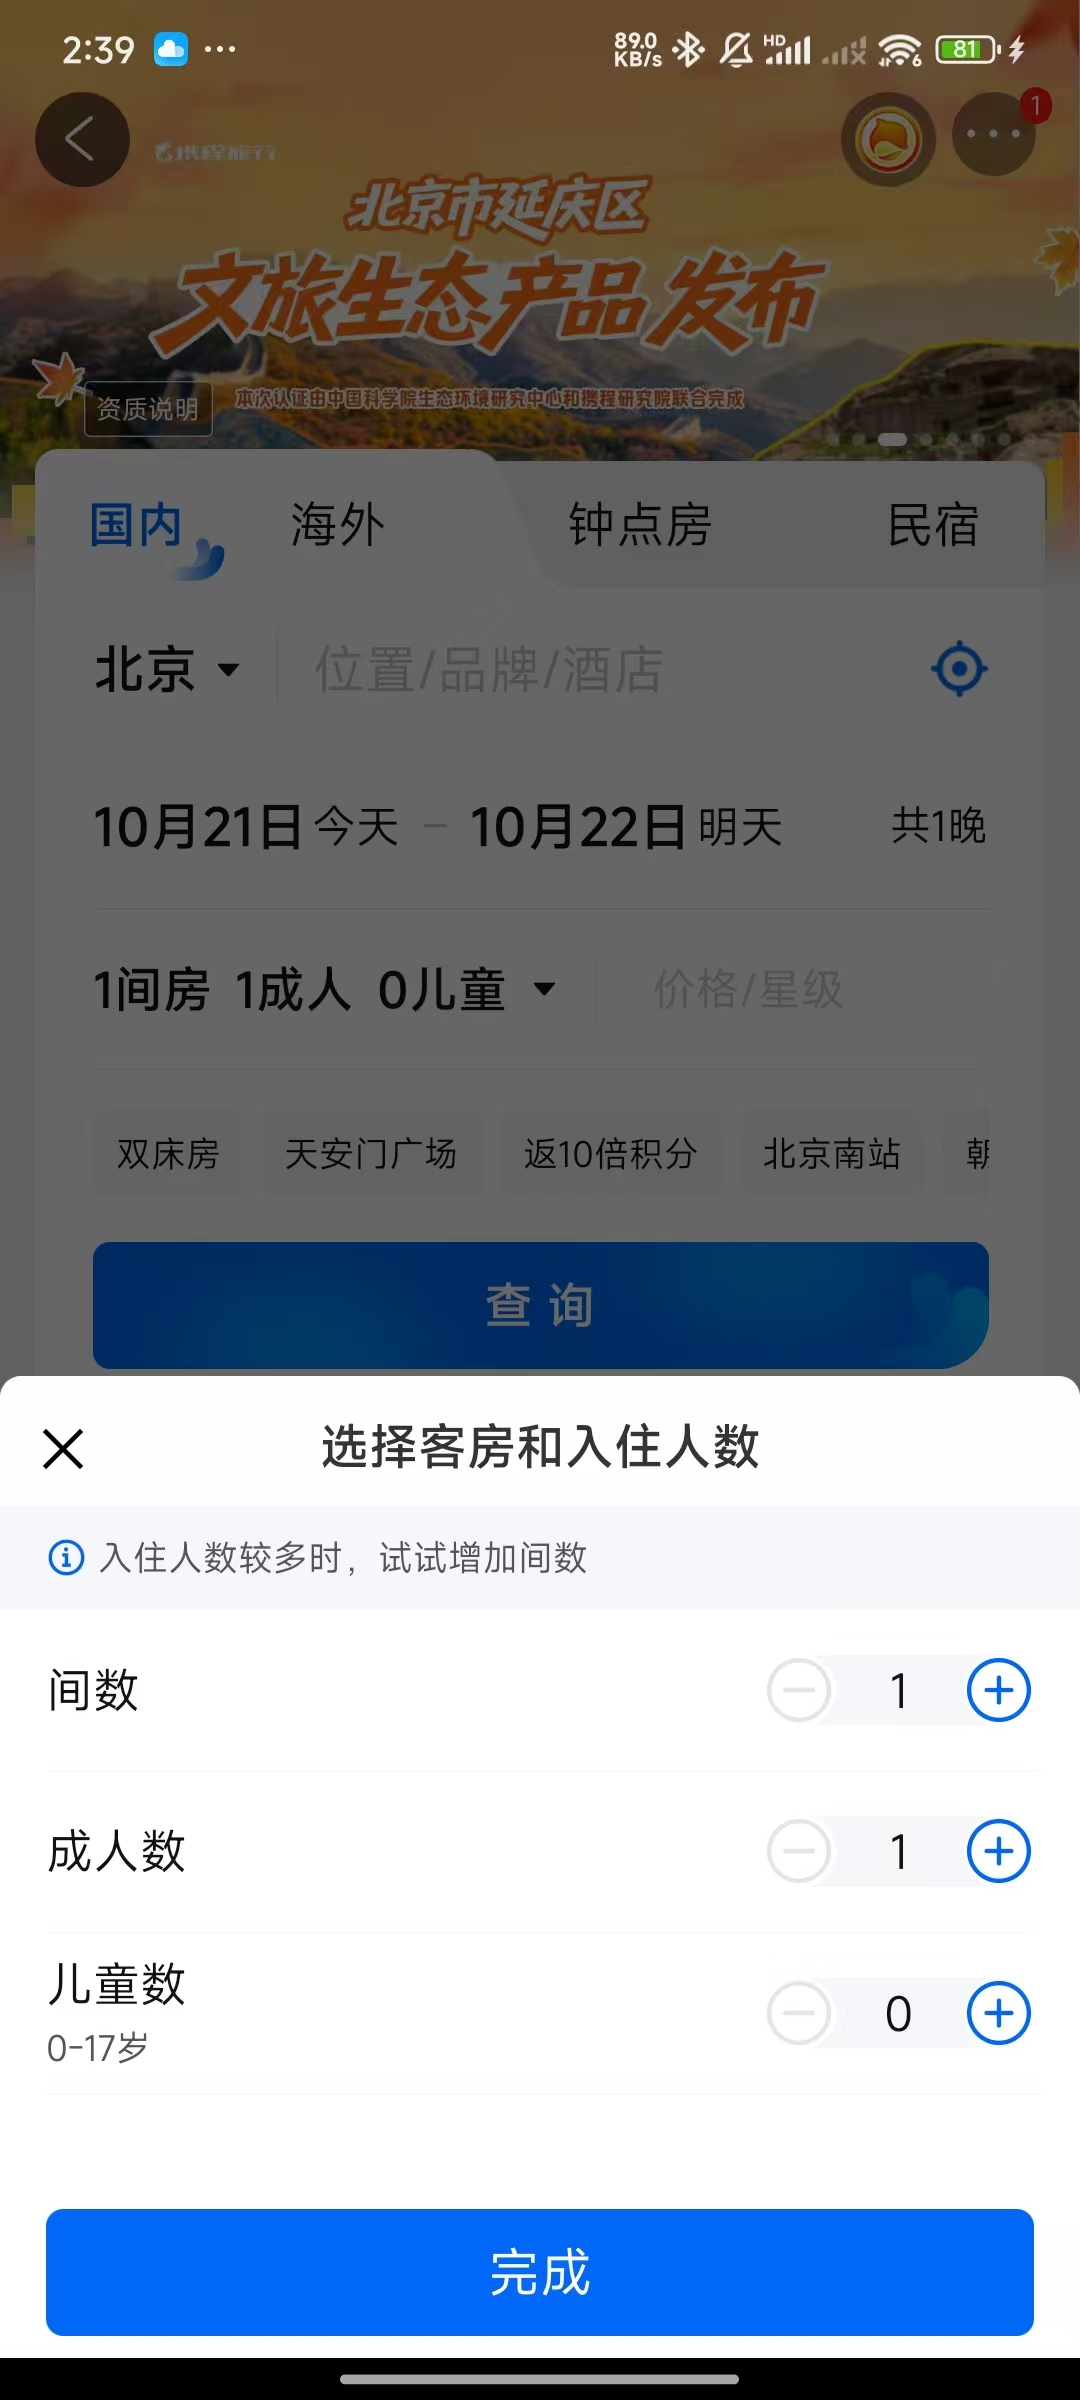 2:39
89.0 KB/s
HD
6
81
1
携程旅行
北京市延庆区
文旅生态产品发布
资质说明
本次认证由中国科学院生态环境研究中心和携程研究院联合完成
国内 海外 钟点房 民宿
北京 位置/品牌/酒店
10月21日 今天 – 10月22日 明天 共1晚
1间房 1成人 0儿童 价格/星级
双床房 天安门广场 返10倍积分 北京南站 朝
查询
选择客房和入住人数
入住人数较多时，试试增加间数
间数 1
成人数 1
儿童数 0
0-17岁
完成